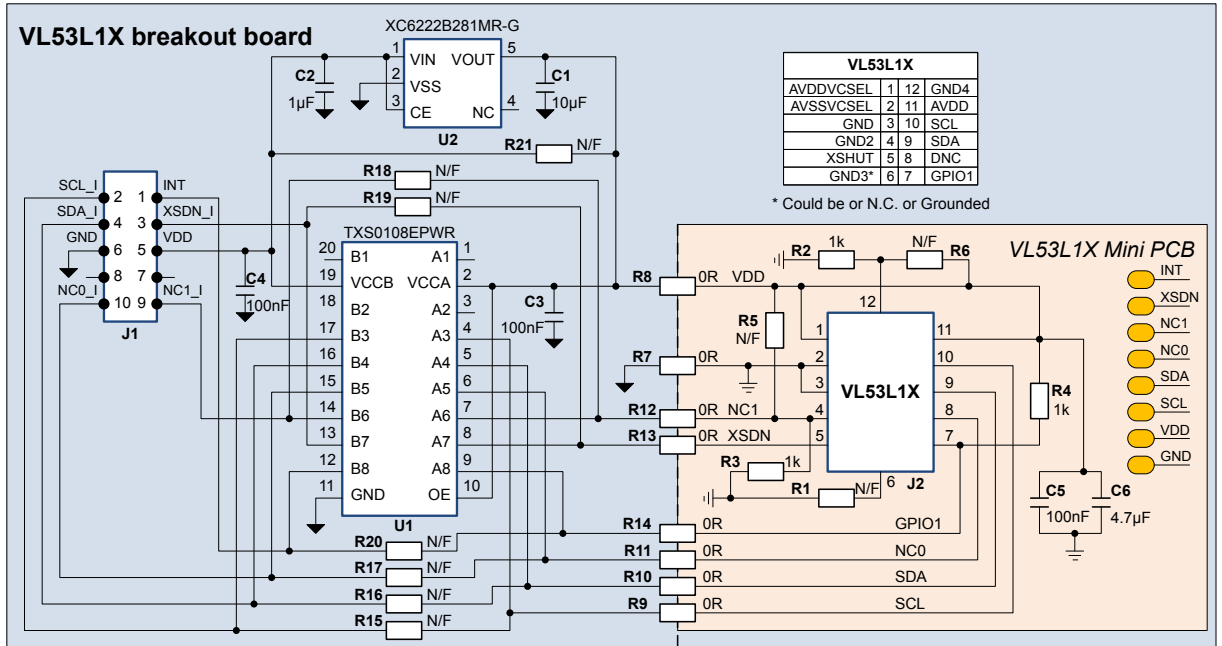 VL53L1X breakout board
XC6222B281MR-G
1 VIN VOUT 5
2 VSS
3 CE NC 4
U2
C2
1µF
C1
10µF
R21 N/F
R18 N/F
R19 N/F
VL53L1X
AVDDVCSEL 1 12 GND4
AVSSVCSEL 2 11 AVDD
GND 3 10 SCL
GND2 4 9 SDA
XSHUT 5 8 DNC
GND3* 6 7 GPIO1
* Could be or N.C. or Grounded
SCL_I 2 1 INT
SDA_I 4 3 XSDN_I
GND 6 5 VDD
8 7
NC0_I 10 9 NC1_I
J1
C4
100nF
TXS0108EPWR
20 B1 A1 1
19 VCCB VCCA 2
18 B2 A2 3
17 B3 A3 4
16 B4 A4 5
15 B5 A5 6
14 B6 A6 7
13 B7 A7 8
12 B8 A8 9
11 GND OE 10
U1
C3
100nF
R20 N/F
R17 N/F
R16 N/F
R15 N/F
VL53L1X Mini PCB
R8 0R VDD
R7 0R
R12 0R NC1
R13 0R XSDN
R14 0R GPIO1
R11 0R NC0
R10 0R SDA
R9 0R SCL
R2 1k
N/F R6
R5
N/F
12
1 11
2 10
3 9
4 8
5 7
6
VL53L1X
J2
R4
1k
R3 1k
R1 N/F
C5
100nF
C6
4.7µF
INT
XSDN
NC1
NC0
SDA
SCL
VDD
GND